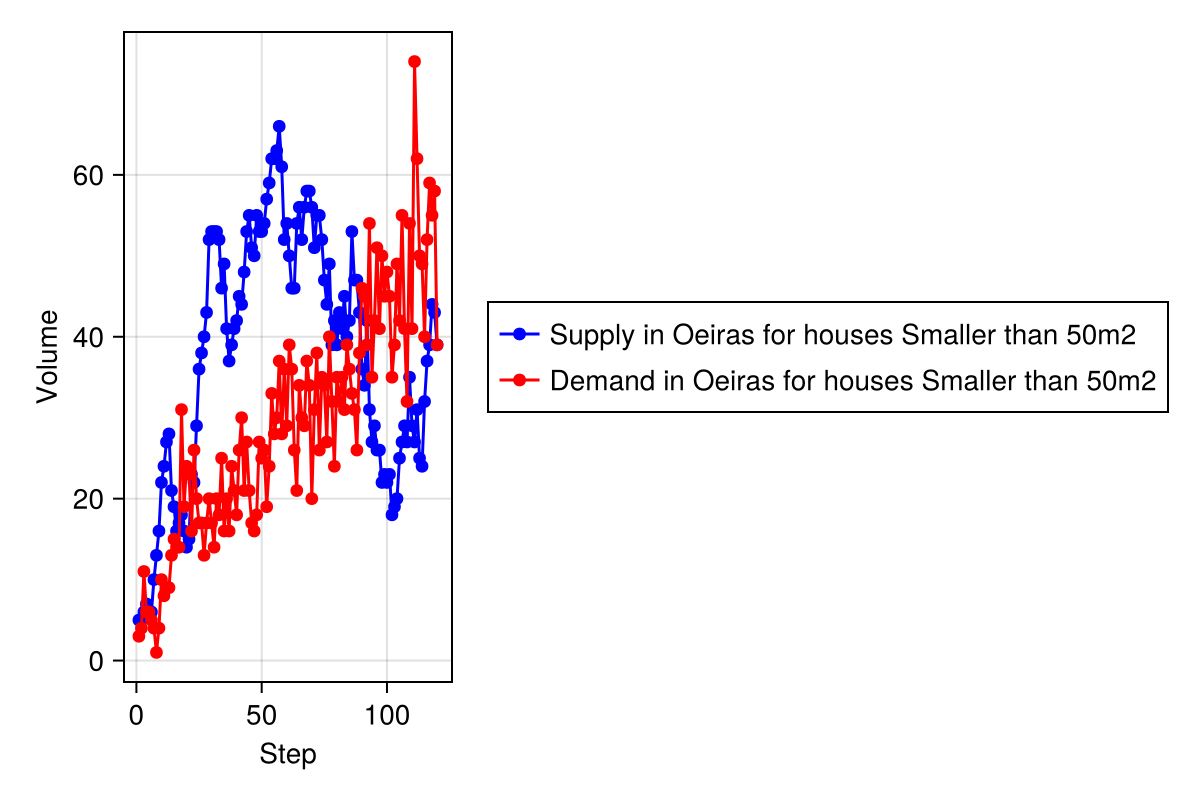 Volume
60
40
20
0
0 50 100
Step
Supply in Oeiras for houses Smaller than 50m2
Demand in Oeiras for houses Smaller than 50m2